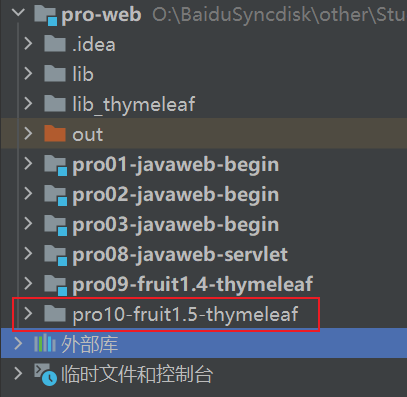 pro-web O:\BaiduSyncdisk\other\Stu
.idea
lib
lib_thymeleaf
out
pro01-javaweb-begin
pro02-javaweb-begin
pro03-javaweb-begin
pro08-javaweb-servlet
pro09-fruit1.4-thymeleaf
pro10-fruit1.5-thymeleaf
外部库
临时文件和控制台